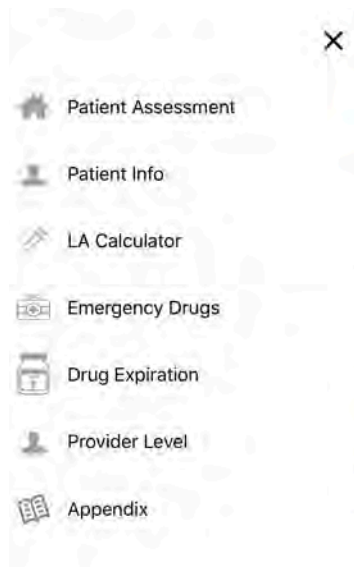 Patient Assessment
Patient Info
LA Calculator
Emergency Drugs
Drug Expiration
Provider Level
Appendix